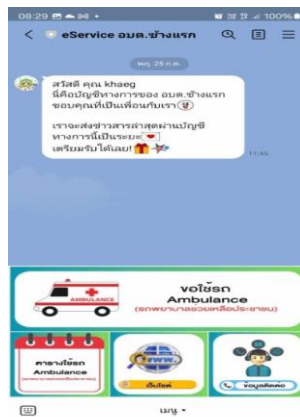 08:29
100%
eService อบต.ช้างแรก
พฤ. 25 ก.ค.
สวัสดี คุณ khaeg
นี่คือบัญชีทางการของ อบต.ช้างแรก
ขอบคุณที่เป็นเพื่อนกับเรา
เราจะส่งข่าวสารล่าสุดผ่านบัญชี
ทางการนี้เป็นระยะ
เตรียมรับได้เลย!
AMBULANCE
ขอใช้รถ
Ambulance
(รถพยาบาลช่วยเหลือประชาชน)
ตารางใช้รถ
Ambulance
www.
เว็บไซต์
ข้อมูลติดต่อ
เมนู